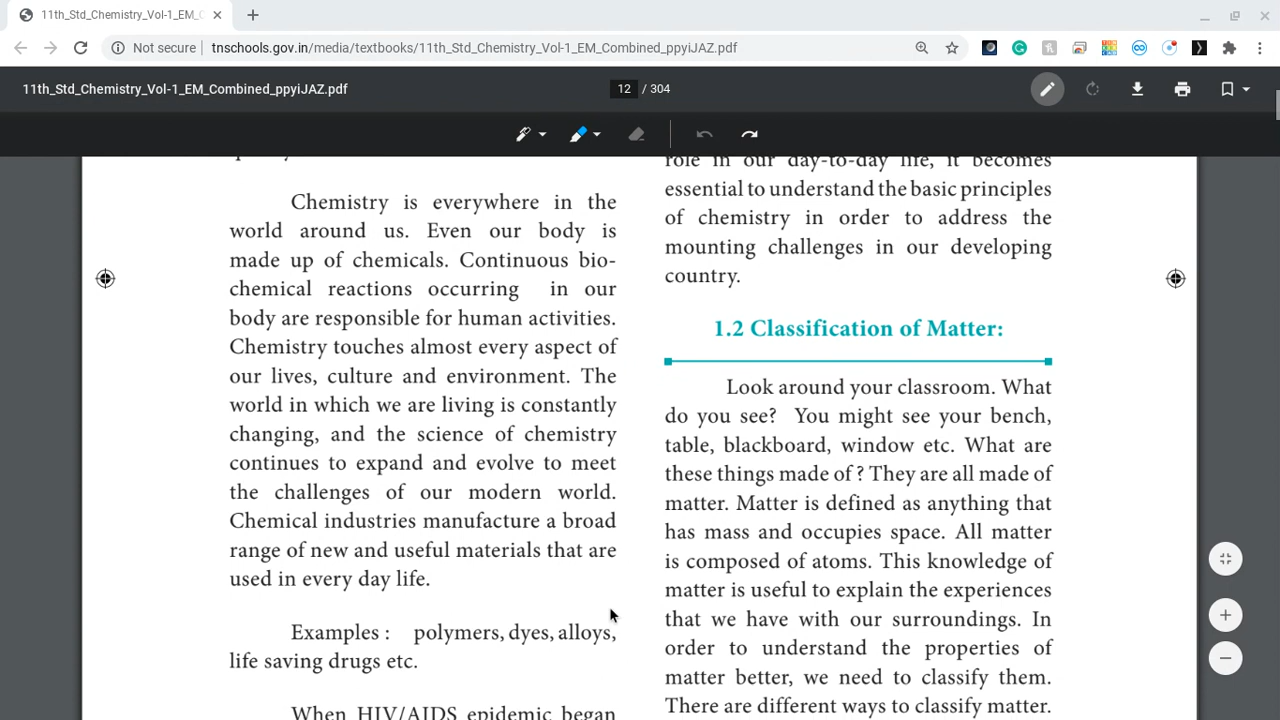 11th_Std_Chemistry_Vol-1_EM_C
Not secure
tnschools.gov.in/media/textbooks/11th_Std_Chemistry_Vol-1_EM_Combined_ppyiJAZ.pdf
11th_Std_Chemistry_Vol-1_EM_Combined_ppyiJAZ.pdf
12 / 304
Chemistry is everywhere in the
world around us. Even our body is
made up of chemicals. Continuous bio-
chemical reactions occurring in our
body are responsible for human activities.
Chemistry touches almost every aspect of
our lives, culture and environment. The
world in which we are living is constantly
changing, and the science of chemistry
continues to expand and evolve to meet
the challenges of our modern world.
Chemical industries manufacture a broad
range of new and useful materials that are
used in every day life.
Examples : polymers, dyes, alloys,
life saving drugs etc.
When HIV/AIDS epidemic began
role in our day-to-day life, it becomes
essential to understand the basic principles
of chemistry in order to address the
mounting challenges in our developing
country.
1.2 Classification of Matter:
Look around your classroom. What
do you see? You might see your bench,
table, blackboard, window etc. What are
these things made of ? They are all made of
matter. Matter is defined as anything that
has mass and occupies space. All matter
is composed of atoms. This knowledge of
matter is useful to explain the experiences
that we have with our surroundings. In
order to understand the properties of
matter better, we need to classify them.
There are different ways to classify matter.